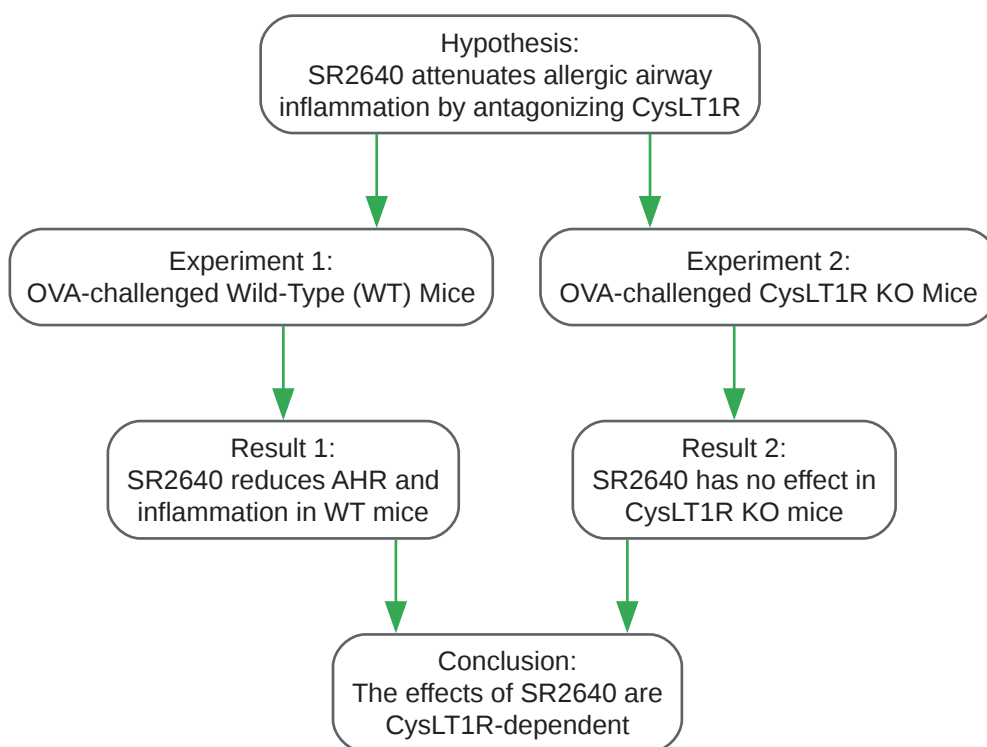 Hypothesis:
SR2640 attenuates allergic airway
inflammation by antagonizing CysLT1R
Experiment 1:
OVA-challenged Wild-Type (WT) Mice
Experiment 2:
OVA-challenged CysLT1R KO Mice
Result 1:
SR2640 reduces AHR and
inflammation in WT mice
Result 2:
SR2640 has no effect in
CysLT1R KO mice
Conclusion:
The effects of SR2640 are
CysLT1R-dependent